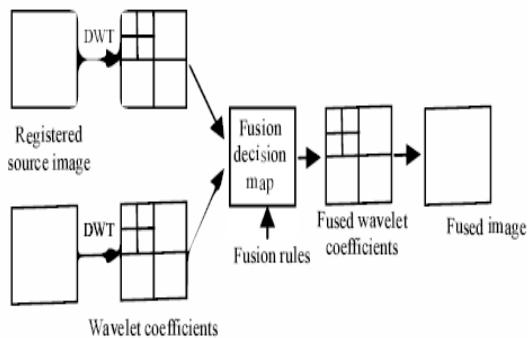 DWT
Registered
source image
Fusion
decision
map
Fused wavelet
coefficients
Fused image
DWT
Fusion rules
Wavelet coefficients